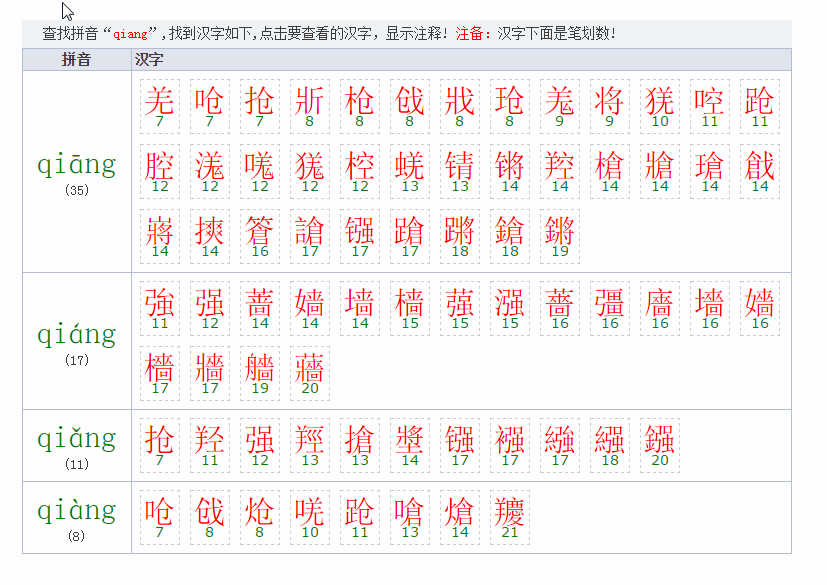 查找拼音“qiang”,找到汉字如下,点击要查看的汉字，显示注释! 注备：汉字下面是笔划数!
拼音 汉字
羌 呛 抢 斨 枪 戗 戕 玱 羗 将 猐 啌 跄
7 7 7 8 8 8 8 8 9 9 10 11 11
qiāng
(35)
腔 溬 嗴 獇 椌 蜣 锖 锵 羫 槍 牄 瑲 戧
12 12 12 12 12 13 13 14 14 14 14 14 14
嶈 摤 篬 謒 镪 蹌 蹡 鎗 鏘
14 14 16 17 17 17 18 18 19
強 强 蔷 嫱 墙 樯 蔃 漒 薔 彊 廧 墻 嬙
11 12 14 14 14 15 15 15 16 16 16 16 16
qiáng
(17)
檣 牆 艢 蘠
17 17 19 20
qiǎng
(11)
抢 羟 强 羥 搶 墏 镪 襁 繈 繦 鏹
7 11 12 13 13 14 17 17 17 18 20
qiàng
(8)
呛 戗 炝 唴 跄 嗆 熗 羻
7 8 8 10 11 13 14 21